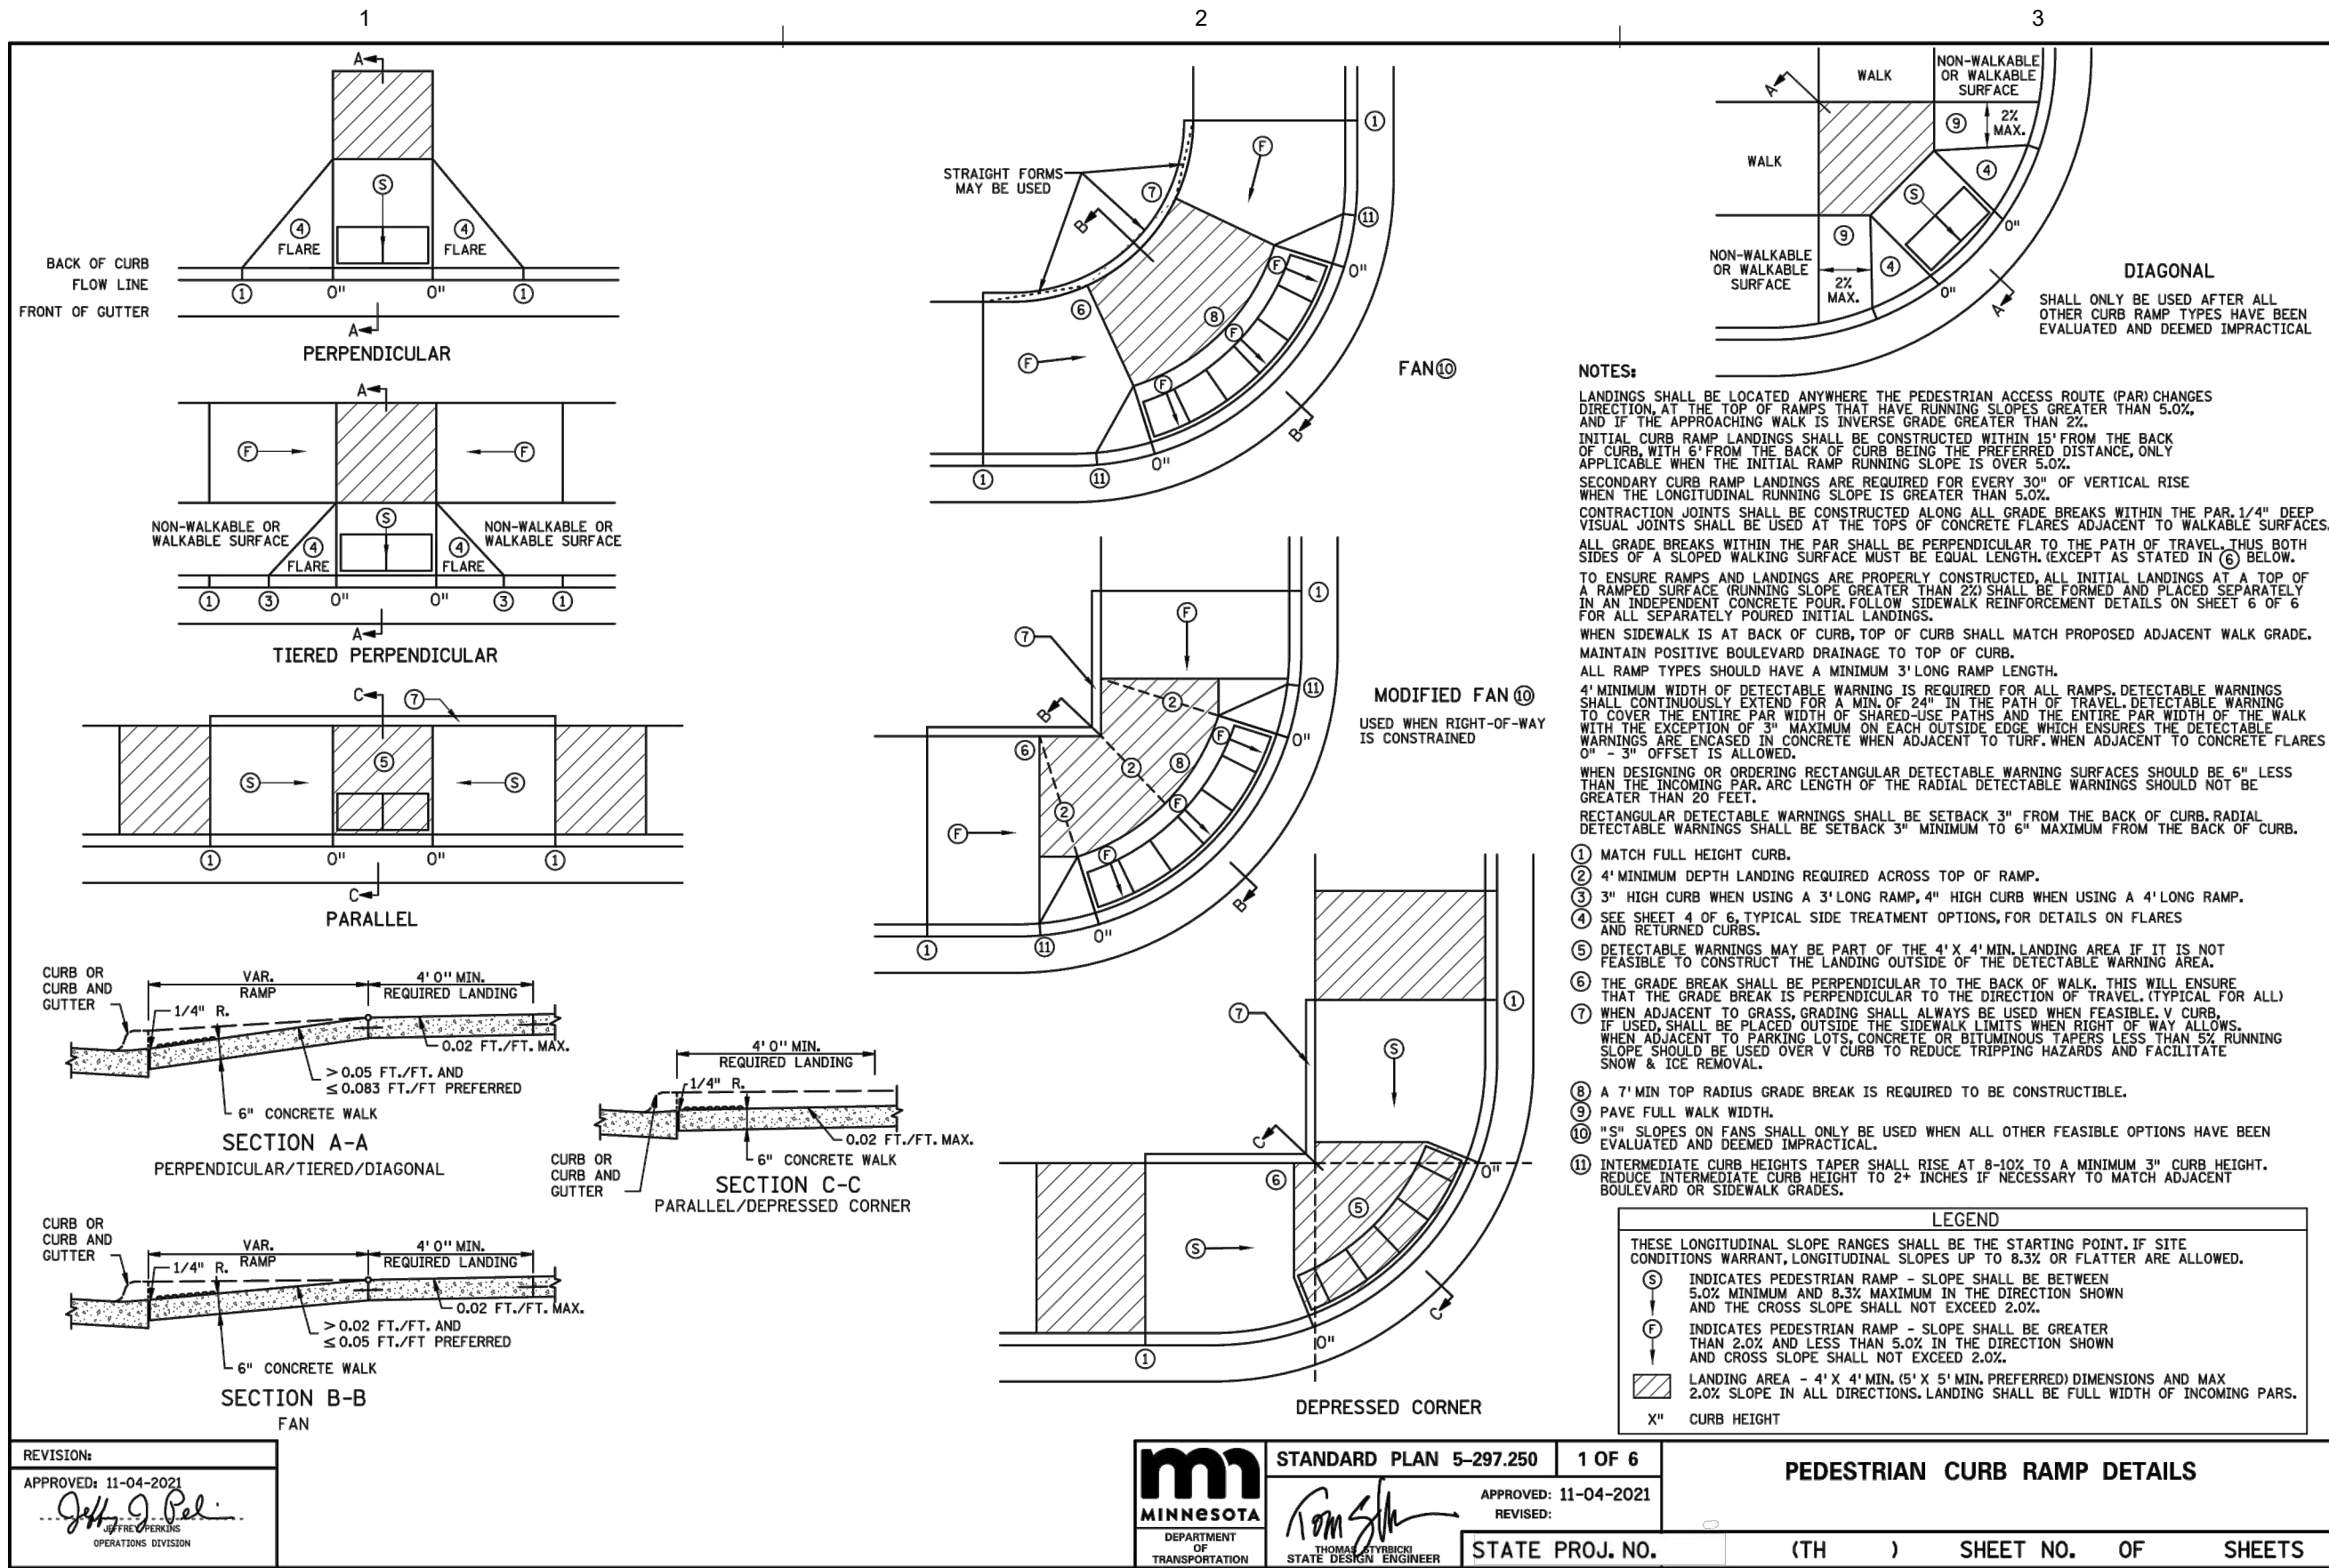 1
2
3
A
S
4
FLARE
4
FLARE
BACK OF CURB
FLOW LINE
FRONT OF GUTTER
1
0"
0"
1
A
PERPENDICULAR
A
F
F
S
NON-WALKABLE OR
WALKABLE SURFACE
NON-WALKABLE OR
WALKABLE SURFACE
4
FLARE
4
FLARE
1
3
0"
0"
3
1
A
TIERED PERPENDICULAR
C
7
5
S
S
1
0"
0"
1
C
PARALLEL
CURB OR
CURB AND
GUTTER
VAR.
RAMP
4' 0" MIN.
REQUIRED LANDING
1/4" R.
0.02 FT./FT. MAX.
> 0.05 FT./FT. AND
≤ 0.083 FT./FT PREFERRED
6" CONCRETE WALK
SECTION A-A
PERPENDICULAR/TIERED/DIAGONAL
CURB OR
CURB AND
GUTTER
VAR.
RAMP
4' 0" MIN.
REQUIRED LANDING
1/4" R.
0.02 FT./FT. MAX.
> 0.02 FT./FT. AND
≤ 0.05 FT./FT PREFERRED
6" CONCRETE WALK
SECTION B-B
FAN
4' 0" MIN.
REQUIRED LANDING
1/4" R.
0.02 FT./FT. MAX.
6" CONCRETE WALK
CURB OR
CURB AND
GUTTER
SECTION C-C
PARALLEL/DEPRESSED CORNER
STRAIGHT FORMS
MAY BE USED
1
F
7
B
11
F
0"
6
8
F
F
F
B
0"
1
11
FAN 10
1
F
7
11
2
B
F
0"
6
2
8
F
2
F
F
B
0"
1
11
MODIFIED FAN 10
USED WHEN RIGHT-OF-WAY
IS CONSTRAINED
1
7
S
C
6
0"
5
S
C
0"
1
DEPRESSED CORNER
WALK
NON-WALKABLE
OR WALKABLE
SURFACE
A
9
2%
MAX.
WALK
4
S
0"
9
NON-WALKABLE
OR WALKABLE
SURFACE
2%
MAX.
4
0"
A
DIAGONAL
SHALL ONLY BE USED AFTER ALL
OTHER CURB RAMP TYPES HAVE BEEN
EVALUATED AND DEEMED IMPRACTICAL
NOTES:
LANDINGS SHALL BE LOCATED ANYWHERE THE PEDESTRIAN ACCESS ROUTE (PAR) CHANGES
DIRECTION, AT THE TOP OF RAMPS THAT HAVE RUNNING SLOPES GREATER THAN 5.0%,
AND IF THE APPROACHING WALK IS INVERSE GRADE GREATER THAN 2%.
INITIAL CURB RAMP LANDINGS SHALL BE CONSTRUCTED WITHIN 15' FROM THE BACK
OF CURB, WITH 6' FROM THE BACK OF CURB BEING THE PREFERRED DISTANCE, ONLY
APPLICABLE WHEN THE INITIAL RAMP RUNNING SLOPE IS OVER 5.0%.
SECONDARY CURB RAMP LANDINGS ARE REQUIRED FOR EVERY 30" OF VERTICAL RISE
WHEN THE LONGITUDINAL RUNNING SLOPE IS GREATER THAN 5.0%.
CONTRACTION JOINTS SHALL BE CONSTRUCTED ALONG ALL GRADE BREAKS WITHIN THE PAR. 1/4" DEEP
VISUAL JOINTS SHALL BE USED AT THE TOPS OF CONCRETE FLARES ADJACENT TO WALKABLE SURFACES.
ALL GRADE BREAKS WITHIN THE PAR SHALL BE PERPENDICULAR TO THE PATH OF TRAVEL. THUS BOTH
SIDES OF A SLOPED WALKING SURFACE MUST BE EQUAL LENGTH. (EXCEPT AS STATED IN 6 BELOW.
TO ENSURE RAMPS AND LANDINGS ARE PROPERLY CONSTRUCTED, ALL INITIAL LANDINGS AT A TOP OF
A RAMPED SURFACE (RUNNING SLOPE GREATER THAN 2%) SHALL BE FORMED AND PLACED SEPARATELY
IN AN INDEPENDENT CONCRETE POUR. FOLLOW SIDEWALK REINFORCEMENT DETAILS ON SHEET 6 OF 6
FOR ALL SEPARATELY POURED INITIAL LANDINGS.
WHEN SIDEWALK IS AT BACK OF CURB, TOP OF CURB SHALL MATCH PROPOSED ADJACENT WALK GRADE.
MAINTAIN POSITIVE BOULEVARD DRAINAGE TO TOP OF CURB.
ALL RAMP TYPES SHOULD HAVE A MINIMUM 3' LONG RAMP LENGTH.
4' MINIMUM WIDTH OF DETECTABLE WARNING IS REQUIRED FOR ALL RAMPS. DETECTABLE WARNINGS
SHALL CONTINUOUSLY EXTEND FOR A MIN. OF 24" IN THE PATH OF TRAVEL. DETECTABLE WARNING
TO COVER THE ENTIRE PAR WIDTH OF SHARED-USE PATHS AND THE ENTIRE PAR WIDTH OF THE WALK
WITH THE EXCEPTION OF 3" MAXIMUM ON EACH OUTSIDE EDGE WHICH ENSURES THE DETECTABLE
WARNINGS ARE ENCASED IN CONCRETE WHEN ADJACENT TO TURF. WHEN ADJACENT TO CONCRETE FLARES
0" - 3" OFFSET IS ALLOWED.
WHEN DESIGNING OR ORDERING RECTANGULAR DETECTABLE WARNING SURFACES SHOULD BE 6" LESS
THAN THE INCOMING PAR. ARC LENGTH OF THE RADIAL DETECTABLE WARNINGS SHOULD NOT BE
GREATER THAN 20 FEET.
RECTANGULAR DETECTABLE WARNINGS SHALL BE SETBACK 3" FROM THE BACK OF CURB. RADIAL
DETECTABLE WARNINGS SHALL BE SETBACK 3" MINIMUM TO 6" MAXIMUM FROM THE BACK OF CURB.
1 MATCH FULL HEIGHT CURB.
2 4' MINIMUM DEPTH LANDING REQUIRED ACROSS TOP OF RAMP.
3 3" HIGH CURB WHEN USING A 3' LONG RAMP, 4" HIGH CURB WHEN USING A 4' LONG RAMP.
4 SEE SHEET 4 OF 6, TYPICAL SIDE TREATMENT OPTIONS, FOR DETAILS ON FLARES
AND RETURNED CURBS.
5 DETECTABLE WARNINGS MAY BE PART OF THE 4' X 4' MIN. LANDING AREA IF IT IS NOT
FEASIBLE TO CONSTRUCT THE LANDING OUTSIDE OF THE DETECTABLE WARNING AREA.
6 THE GRADE BREAK SHALL BE PERPENDICULAR TO THE BACK OF WALK. THIS WILL ENSURE
THAT THE GRADE BREAK IS PERPENDICULAR TO THE DIRECTION OF TRAVEL. (TYPICAL FOR ALL)
7 WHEN ADJACENT TO GRASS, GRADING SHALL ALWAYS BE USED WHEN FEASIBLE. V CURB,
IF USED, SHALL BE PLACED OUTSIDE THE SIDEWALK LIMITS WHEN RIGHT OF WAY ALLOWS.
WHEN ADJACENT TO PARKING LOTS, CONCRETE OR BITUMINOUS TAPERS LESS THAN 5% RUNNING
SLOPE SHOULD BE USED OVER V CURB TO REDUCE TRIPPING HAZARDS AND FACILITATE
SNOW & ICE REMOVAL.
8 A 7' MIN TOP RADIUS GRADE BREAK IS REQUIRED TO BE CONSTRUCTIBLE.
9 PAVE FULL WALK WIDTH.
10 "S" SLOPES ON FANS SHALL ONLY BE USED WHEN ALL OTHER FEASIBLE OPTIONS HAVE BEEN
EVALUATED AND DEEMED IMPRACTICAL.
11 INTERMEDIATE CURB HEIGHTS TAPER SHALL RISE AT 8-10% TO A MINIMUM 3" CURB HEIGHT.
REDUCE INTERMEDIATE CURB HEIGHT TO 2+ INCHES IF NECESSARY TO MATCH ADJACENT
BOULEVARD OR SIDEWALK GRADES.
LEGEND
THESE LONGITUDINAL SLOPE RANGES SHALL BE THE STARTING POINT. IF SITE
CONDITIONS WARRANT, LONGITUDINAL SLOPES UP TO 8.3% OR FLATTER ARE ALLOWED.
S INDICATES PEDESTRIAN RAMP - SLOPE SHALL BE BETWEEN
5.0% MINIMUM AND 8.3% MAXIMUM IN THE DIRECTION SHOWN
AND THE CROSS SLOPE SHALL NOT EXCEED 2.0%.
F INDICATES PEDESTRIAN RAMP - SLOPE SHALL BE GREATER
THAN 2.0% AND LESS THAN 5.0% IN THE DIRECTION SHOWN
AND CROSS SLOPE SHALL NOT EXCEED 2.0%.
LANDING AREA - 4' X 4' MIN. (5' X 5' MIN. PREFERRED) DIMENSIONS AND MAX
2.0% SLOPE IN ALL DIRECTIONS. LANDING SHALL BE FULL WIDTH OF INCOMING PARS.
X" CURB HEIGHT
REVISION:
APPROVED: 11-04-2021
JEFFREY PERKINS
OPERATIONS DIVISION
MINNESOTA
DEPARTMENT
OF
TRANSPORTATION
STANDARD PLAN 5-297.250
1 OF 6
APPROVED: 11-04-2021
REVISED:
THOMAS STYRBICKI
STATE DESIGN ENGINEER
STATE PROJ. NO.
PEDESTRIAN CURB RAMP DETAILS
(TH ) SHEET NO. OF SHEETS